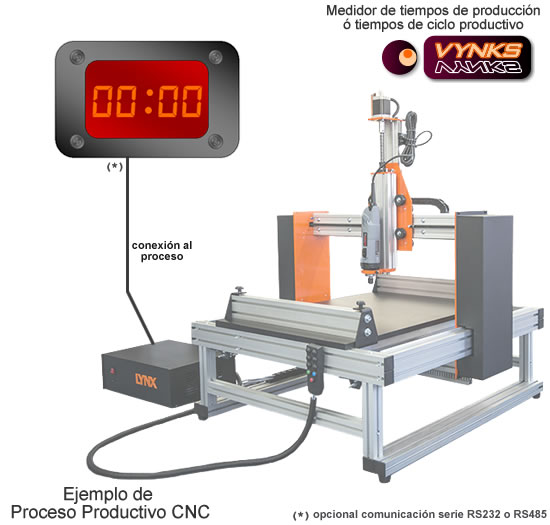 Medidor de tiempos de producción
ó tiempos de ciclo productivo
VYNKS
00:00
(*)
conexión al
proceso
LYNX
Ejemplo de
Proceso Productivo CNC
(*) opcional comunicación serie RS232 o RS485